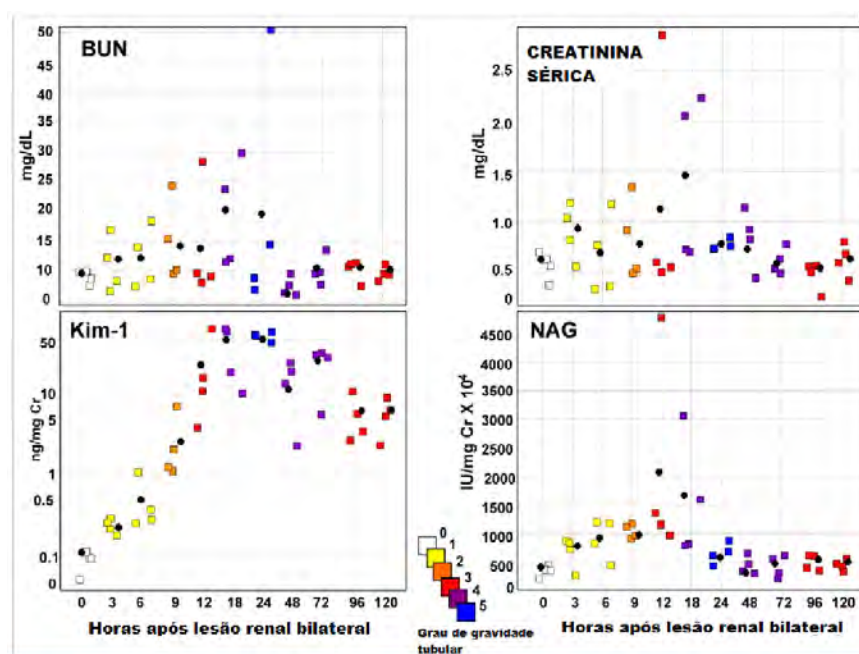 BUN
mg/dL
50
45
40
35
30
25
20
15
10
0
CREATININA
SÉRICA
mg/dL
2.5
2.0
1.5
1.0
0.5
0
Kim-1
ng/mg Cr
50
10
5
1
0.5
0.1
0
0 3 6 9 12 18 24 48 72 96 120
Horas após lesão renal bilateral
NAG
IU/mg Cr X 10⁴
4500
3500
3000
2500
2000
1500
1000
500
0
0 3 6 9 12 18 24 48 72 96 120
Horas após lesão renal bilateral
0
1
2
3
4
5
Grau de gravidade
tubular